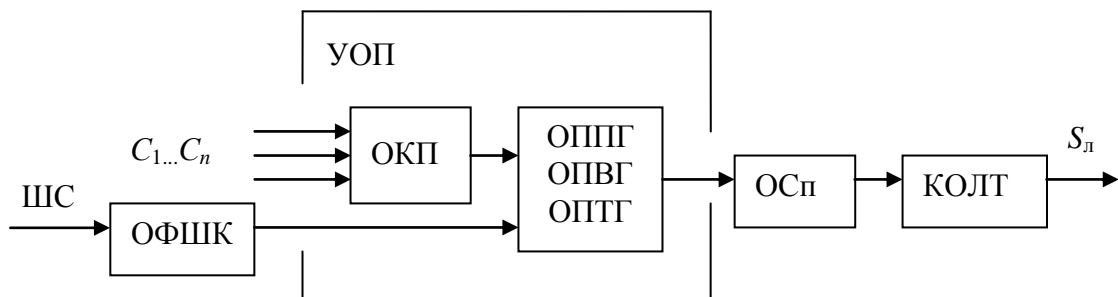 УОП
C1...Cn
ОКП
ОППГ
ОПВГ
ОПТГ
ОСп
КОЛТ
Sл
ШС
ОФШК